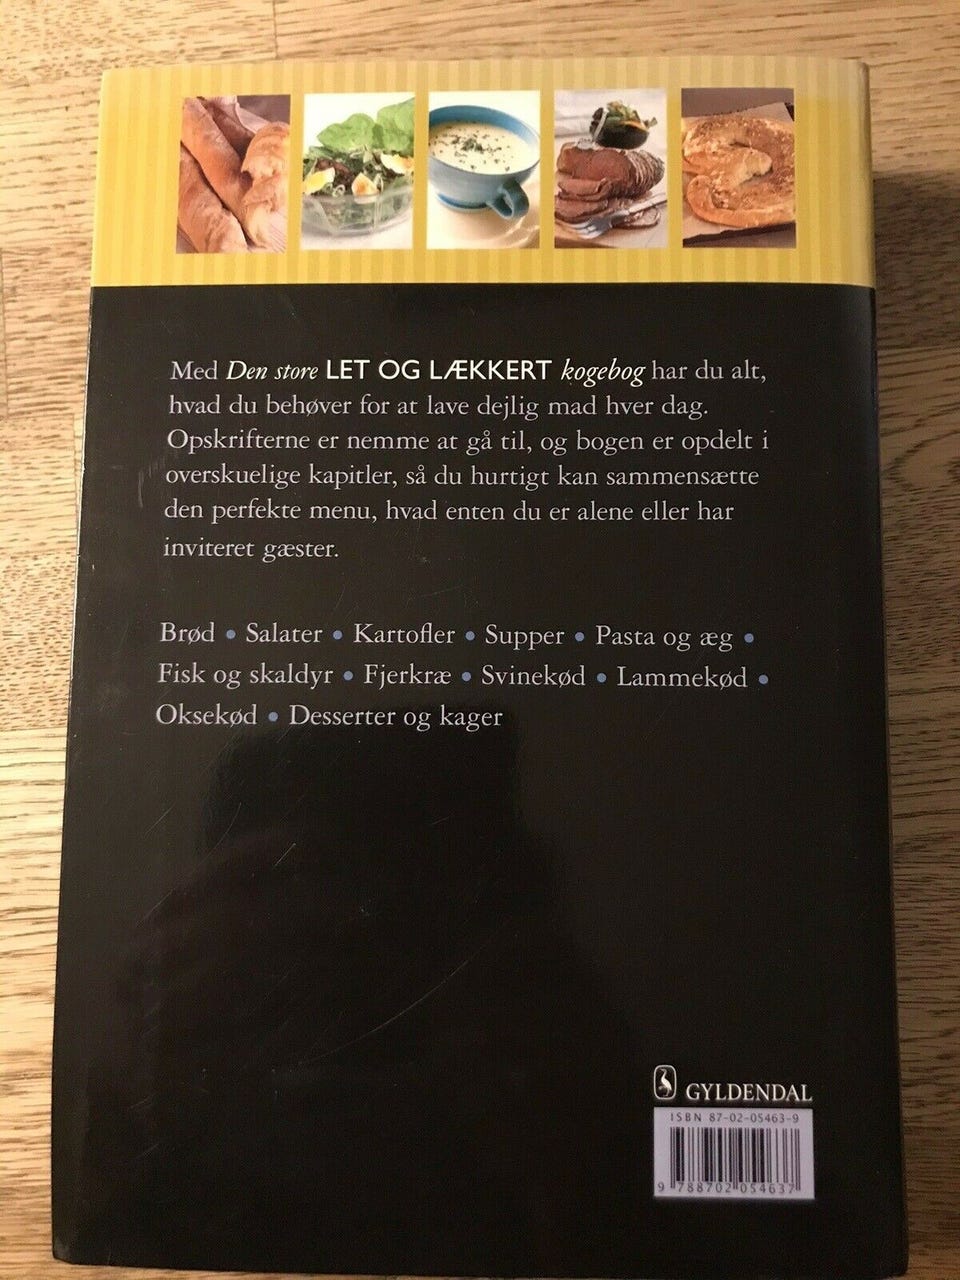 Med Den store LET OG LÆKKERT kogebog har du alt,
hvad du behøver for at lave dejlig mad hver dag.
Opskrifterne er nemme at gå til, og bogen er opdelt i
overskuelige kapitler, så du hurtigt kan sammensætte
den perfekte menu, hvad enten du er alene eller har
inviteret gæster.
Brød • Salater • Kartofler • Supper • Pasta og æg •
Fisk og skaldyr • Fjerkræ • Svinekød • Lammekød •
Oksekød • Desserter og kager
GYLDENDAL
ISBN 87-02-05463-9
9 788702 054637